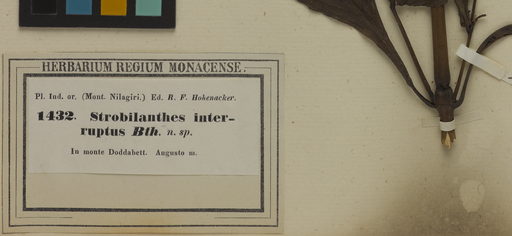 HERBARIUM REGIUM MONACENSE.
Pl. Ind. or. (Mont. Nilagiri.) Ed. R. F. Hohenacker.
1432. Strobilanthes inter-
ruptus Bth. n. sp.
In monte Doddabett. Augusto m.